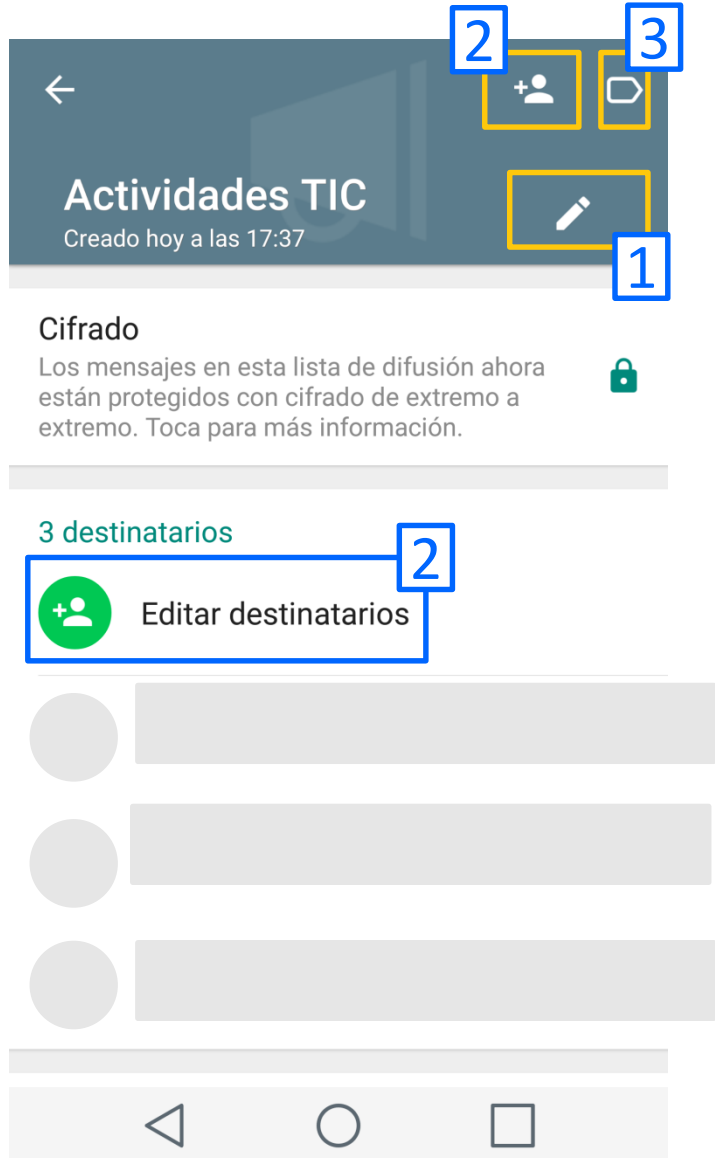 2
3
Actividades TIC
Creado hoy a las 17:37
1
Cifrado
Los mensajes en esta lista de difusión ahora
están protegidos con cifrado de extremo a
extremo. Toca para más información.
3 destinatarios
2
Editar destinatarios